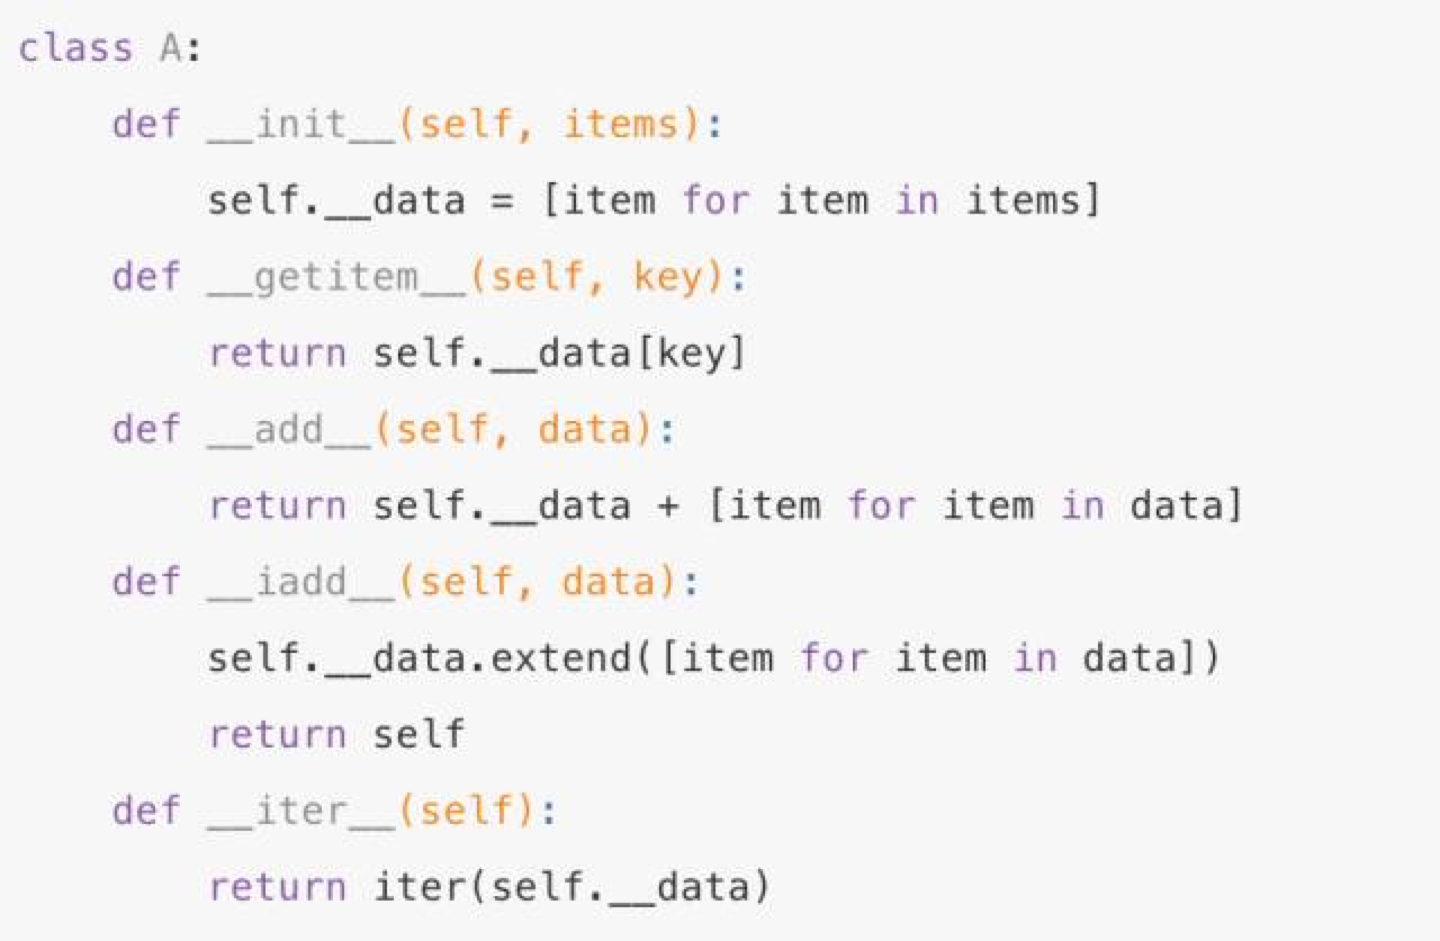 class A:
    def __init__(self, items):
        self.__data = [item for item in items]
    def __getitem__(self, key):
        return self.__data[key]
    def __add__(self, data):
        return self.__data + [item for item in data]
    def __iadd__(self, data):
        self.__data.extend([item for item in data])
        return self
    def __iter__(self):
        return iter(self.__data)